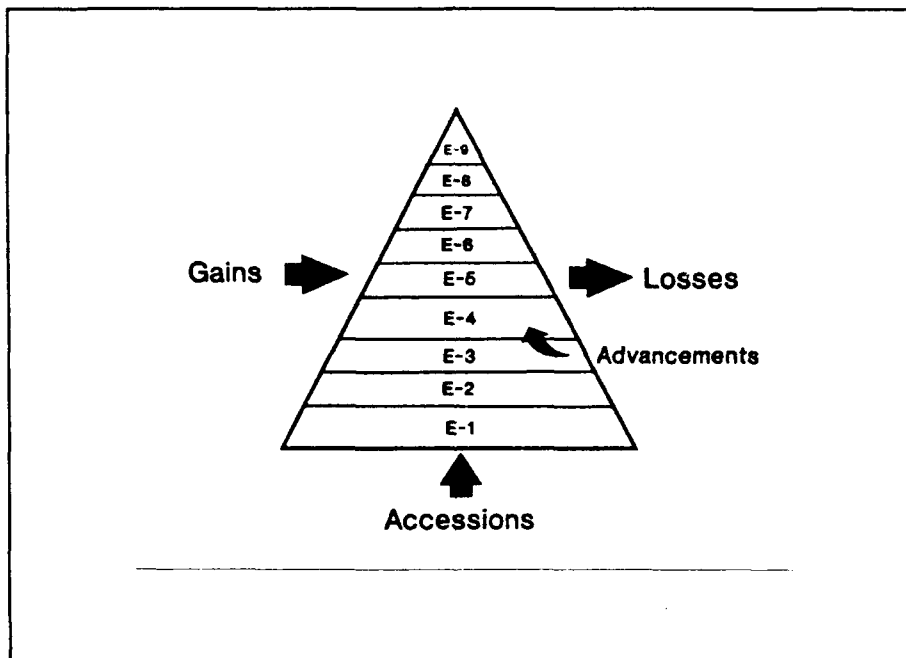 E-9
E-8
E-7
E-6
Gains
E-5
Losses
E-4
E-3
Advancements
E-2
E-1
Accessions